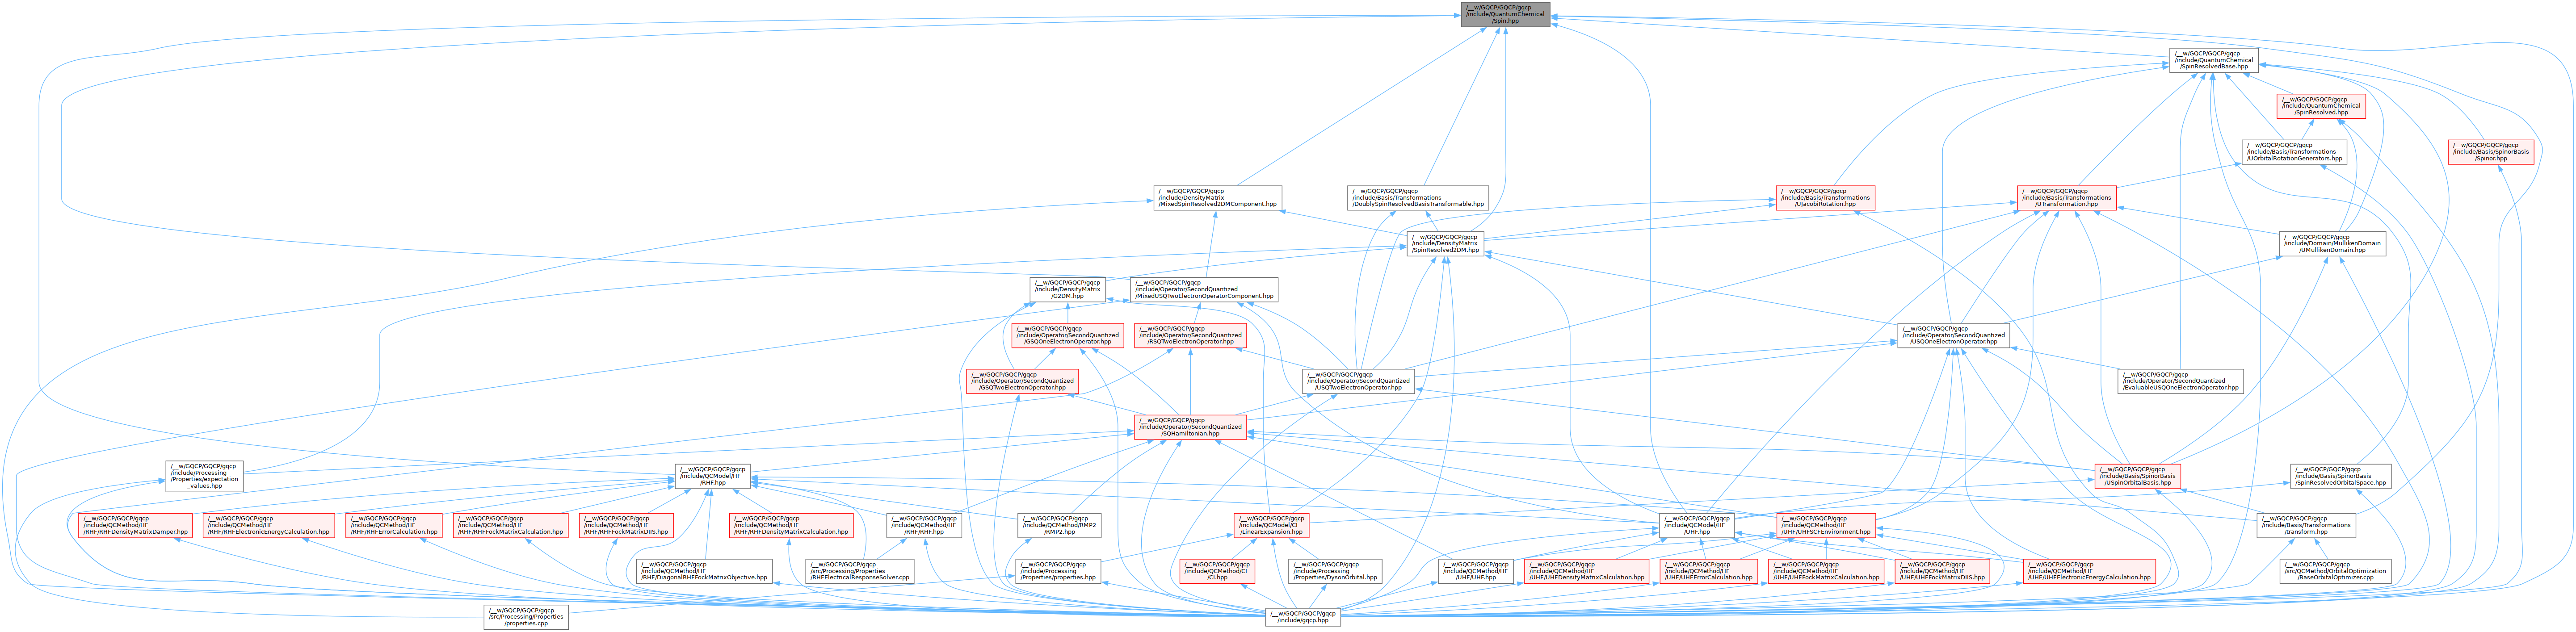 /__w/GQCP/GQCP/gqcp
/include/QuantumChemical
/Spin.hpp
/__w/GQCP/GQCP/gqcp
/include/QuantumChemical
/SpinResolvedBase.hpp
/__w/GQCP/GQCP/gqcp
/include/QuantumChemical
/SpinResolved.hpp
/__w/GQCP/GQCP/gqcp
/include/Basis/Transformations
/UOrbitalRotationGenerators.hpp
/__w/GQCP/GQCP/gqcp
/include/Basis/SpinorBasis
/Spinor.hpp
/__w/GQCP/GQCP/gqcp
/include/DensityMatrix
/MixedSpinResolved2DMComponent.hpp
/__w/GQCP/GQCP/gqcp
/include/Basis/Transformations
/DoublySpinResolvedBasisTransformable.hpp
/__w/GQCP/GQCP/gqcp
/include/Basis/Transformations
/UJacobiRotation.hpp
/__w/GQCP/GQCP/gqcp
/include/Basis/Transformations
/UTransformation.hpp
/__w/GQCP/GQCP/gqcp
/include/DensityMatrix
/SpinResolved2DM.hpp
/__w/GQCP/GQCP/gqcp
/include/Domain/MullikenDomain
/UMullikenDomain.hpp
/__w/GQCP/GQCP/gqcp
/include/DensityMatrix
/G2DM.hpp
/__w/GQCP/GQCP/gqcp
/include/Operator/SecondQuantized
/MixedUSQTwoElectronOperatorComponent.hpp
/__w/GQCP/GQCP/gqcp
/include/Operator/SecondQuantized
/GSQOneElectronOperator.hpp
/__w/GQCP/GQCP/gqcp
/include/Operator/SecondQuantized
/RSQTwoElectronOperator.hpp
/__w/GQCP/GQCP/gqcp
/include/Operator/SecondQuantized
/USQOneElectronOperator.hpp
/__w/GQCP/GQCP/gqcp
/include/Operator/SecondQuantized
/GSQTwoElectronOperator.hpp
/__w/GQCP/GQCP/gqcp
/include/Operator/SecondQuantized
/USQTwoElectronOperator.hpp
/__w/GQCP/GQCP/gqcp
/include/Operator/SecondQuantized
/EvaluableUSQOneElectronOperator.hpp
/__w/GQCP/GQCP/gqcp
/include/Operator/SecondQuantized
/SQHamiltonian.hpp
/__w/GQCP/GQCP/gqcp
/include/Processing
/Properties/expectation
_values.hpp
/__w/GQCP/GQCP/gqcp
/include/QCModel/HF
/RHF.hpp
/__w/GQCP/GQCP/gqcp
/include/Basis/SpinorBasis
/USpinOrbitalBasis.hpp
/__w/GQCP/GQCP/gqcp
/include/Basis/SpinorBasis
/SpinResolvedOrbitalSpace.hpp
/__w/GQCP/GQCP/gqcp
/include/QCMethod/HF
/RHF/RHFDensityMatrixDamper.hpp
/__w/GQCP/GQCP/gqcp
/include/QCMethod/HF
/RHF/RHFElectronicEnergyCalculation.hpp
/__w/GQCP/GQCP/gqcp
/include/QCMethod/HF
/RHF/RHFErrorCalculation.hpp
/__w/GQCP/GQCP/gqcp
/include/QCMethod/HF
/RHF/RHFFockMatrixCalculation.hpp
/__w/GQCP/GQCP/gqcp
/include/QCMethod/HF
/RHF/RHFFockMatrixDIIS.hpp
/__w/GQCP/GQCP/gqcp
/include/QCMethod/HF
/RHF/RHFDensityMatrixCalculation.hpp
/__w/GQCP/GQCP/gqcp
/include/QCMethod/HF
/RHF/RHF.hpp
/__w/GQCP/GQCP/gqcp
/include/QCMethod/RMP2
/RMP2.hpp
/__w/GQCP/GQCP/gqcp
/include/QCModel/CI
/LinearExpansion.hpp
/__w/GQCP/GQCP/gqcp
/include/QCModel/HF
/UHF.hpp
/__w/GQCP/GQCP/gqcp
/include/QCMethod/HF
/UHF/UHFSCFEnvironment.hpp
/__w/GQCP/GQCP/gqcp
/include/Basis/Transformations
/transform.hpp
/__w/GQCP/GQCP/gqcp
/include/QCMethod/HF
/RHF/DiagonalRHFFockMatrixObjective.hpp
/__w/GQCP/GQCP/gqcp
/src/Processing/Properties
/RHFElectricalResponseSolver.cpp
/__w/GQCP/GQCP/gqcp
/include/Processing
/Properties/properties.hpp
/__w/GQCP/GQCP/gqcp
/include/QCMethod/CI
/CI.hpp
/__w/GQCP/GQCP/gqcp
/include/Processing
/Properties/DysonOrbital.hpp
/__w/GQCP/GQCP/gqcp
/include/QCMethod/HF
/UHF/UHF.hpp
/__w/GQCP/GQCP/gqcp
/include/QCMethod/HF
/UHF/UHFDensityMatrixCalculation.hpp
/__w/GQCP/GQCP/gqcp
/include/QCMethod/HF
/UHF/UHFErrorCalculation.hpp
/__w/GQCP/GQCP/gqcp
/include/QCMethod/HF
/UHF/UHFFockMatrixCalculation.hpp
/__w/GQCP/GQCP/gqcp
/include/QCMethod/HF
/UHF/UHFFockMatrixDIIS.hpp
/__w/GQCP/GQCP/gqcp
/include/QCMethod/HF
/UHF/UHFElectronicEnergyCalculation.hpp
/__w/GQCP/GQCP/gqcp
/src/QCMethod/OrbitalOptimization
/BaseOrbitalOptimizer.cpp
/__w/GQCP/GQCP/gqcp
/src/Processing/Properties
/properties.cpp
/__w/GQCP/GQCP/gqcp
/include/gqcp.hpp